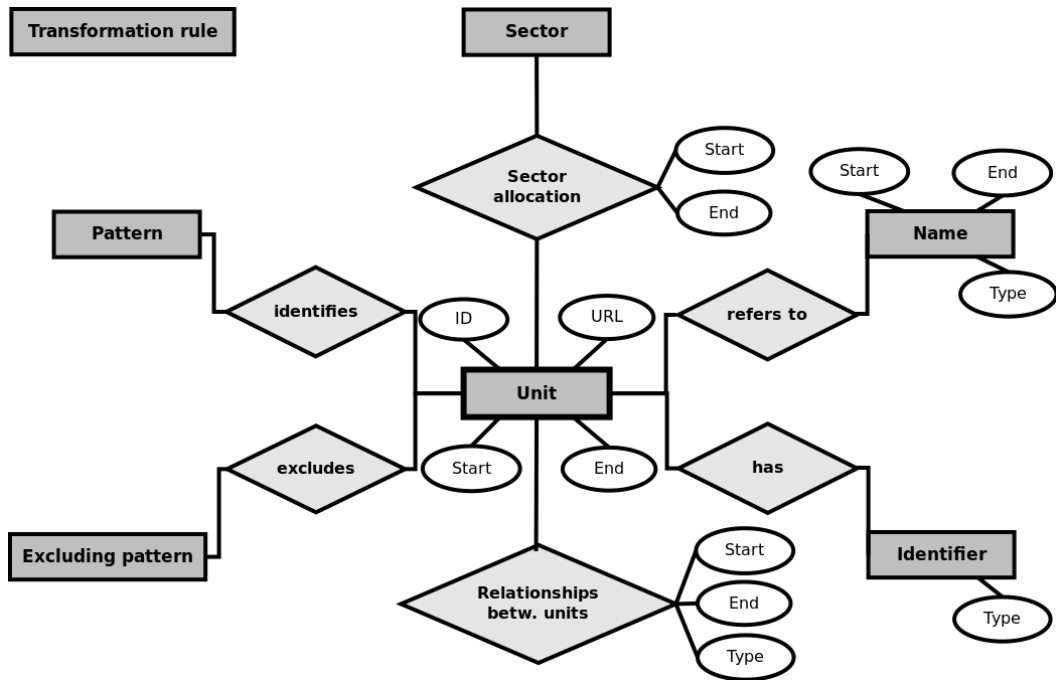 Transformation rule
Sector
Sector
allocation
Start
End
Start
End
Name
Type
Pattern
identifies
ID
URL
refers to
Unit
excludes
Start
End
has
Excluding pattern
Identifier
Type
Relationships
betw. units
Start
End
Type